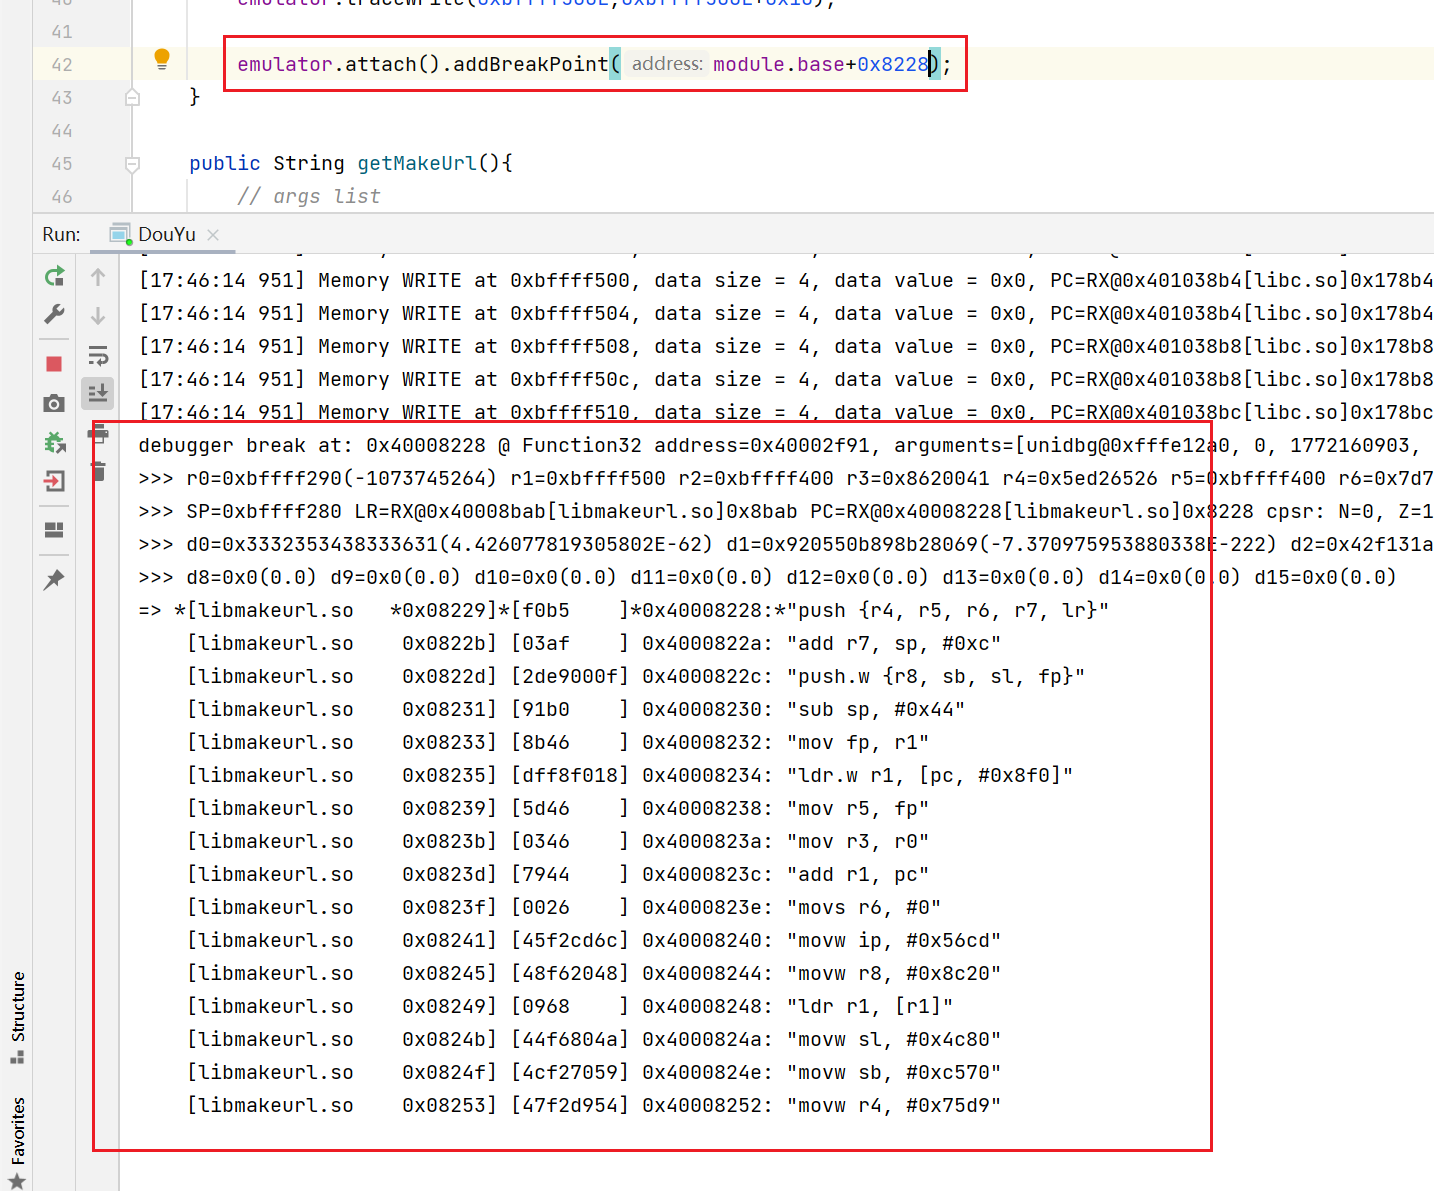 40 emulator.traceWrite(0xbffff500L,0xbffff500L+0x10);
41
42 emulator.attach().addBreakPoint( address: module.base+0x8228);
43 }
44
45 public String getMakeUrl(){
46 // args list
Run: DouYu
[17:46:14 951] Memory WRITE at 0xbffff500, data size = 4, data value = 0x0, PC=RX@0x401038b4[libc.so]0x178b4
[17:46:14 951] Memory WRITE at 0xbffff504, data size = 4, data value = 0x0, PC=RX@0x401038b4[libc.so]0x178b4
[17:46:14 951] Memory WRITE at 0xbffff508, data size = 4, data value = 0x0, PC=RX@0x401038b8[libc.so]0x178b8
[17:46:14 951] Memory WRITE at 0xbffff50c, data size = 4, data value = 0x0, PC=RX@0x401038b8[libc.so]0x178b8
[17:46:14 951] Memory WRITE at 0xbffff510, data size = 4, data value = 0x0, PC=RX@0x401038bc[libc.so]0x178bc
debugger break at: 0x40008228 @ Function32 address=0x40002f91, arguments=[unidbg@0xfffe12a0, 0, 1772160903,
>>> r0=0xbffff290(-1073745264) r1=0xbffff500 r2=0xbffff400 r3=0x8620041 r4=0x5ed26526 r5=0xbffff400 r6=0x7d7
>>> SP=0xbffff280 LR=RX@0x40008bab[libmakeurl.so]0x8bab PC=RX@0x40008228[libmakeurl.so]0x8228 cpsr: N=0, Z=1
>>> d0=0x3332353438333631(4.426077819305802E-62) d1=0x920550b898b28069(-7.370975953880338E-222) d2=0x42f131a
>>> d8=0x0(0.0) d9=0x0(0.0) d10=0x0(0.0) d11=0x0(0.0) d12=0x0(0.0) d13=0x0(0.0) d14=0x0(0.0) d15=0x0(0.0)
=> *[libmakeurl.so   *0x08229]*[f0b5    ]*0x40008228:*"push {r4, r5, r6, r7, lr}"
[libmakeurl.so    0x0822b] [03af    ] 0x4000822a: "add r7, sp, #0xc"
[libmakeurl.so    0x0822d] [2de9000f] 0x4000822c: "push.w {r8, sb, sl, fp}"
[libmakeurl.so    0x08231] [91b0    ] 0x40008230: "sub sp, #0x44"
[libmakeurl.so    0x08233] [8b46    ] 0x40008232: "mov fp, r1"
[libmakeurl.so    0x08235] [dff8f018] 0x40008234: "ldr.w r1, [pc, #0x8f0]"
[libmakeurl.so    0x08239] [5d46    ] 0x40008238: "mov r5, fp"
[libmakeurl.so    0x0823b] [0346    ] 0x4000823a: "mov r3, r0"
[libmakeurl.so    0x0823d] [7944    ] 0x4000823c: "add r1, pc"
[libmakeurl.so    0x0823f] [0026    ] 0x4000823e: "movs r6, #0"
[libmakeurl.so    0x08241] [45f2cd6c] 0x40008240: "movw ip, #0x56cd"
[libmakeurl.so    0x08245] [48f62048] 0x40008244: "movw r8, #0x8c20"
[libmakeurl.so    0x08249] [0968    ] 0x40008248: "ldr r1, [r1]"
[libmakeurl.so    0x0824b] [44f6804a] 0x4000824a: "movw sl, #0x4c80"
[libmakeurl.so    0x0824f] [4cf27059] 0x4000824e: "movw sb, #0xc570"
[libmakeurl.so    0x08253] [47f2d954] 0x40008252: "movw r4, #0x75d9"
Structure
Favorites